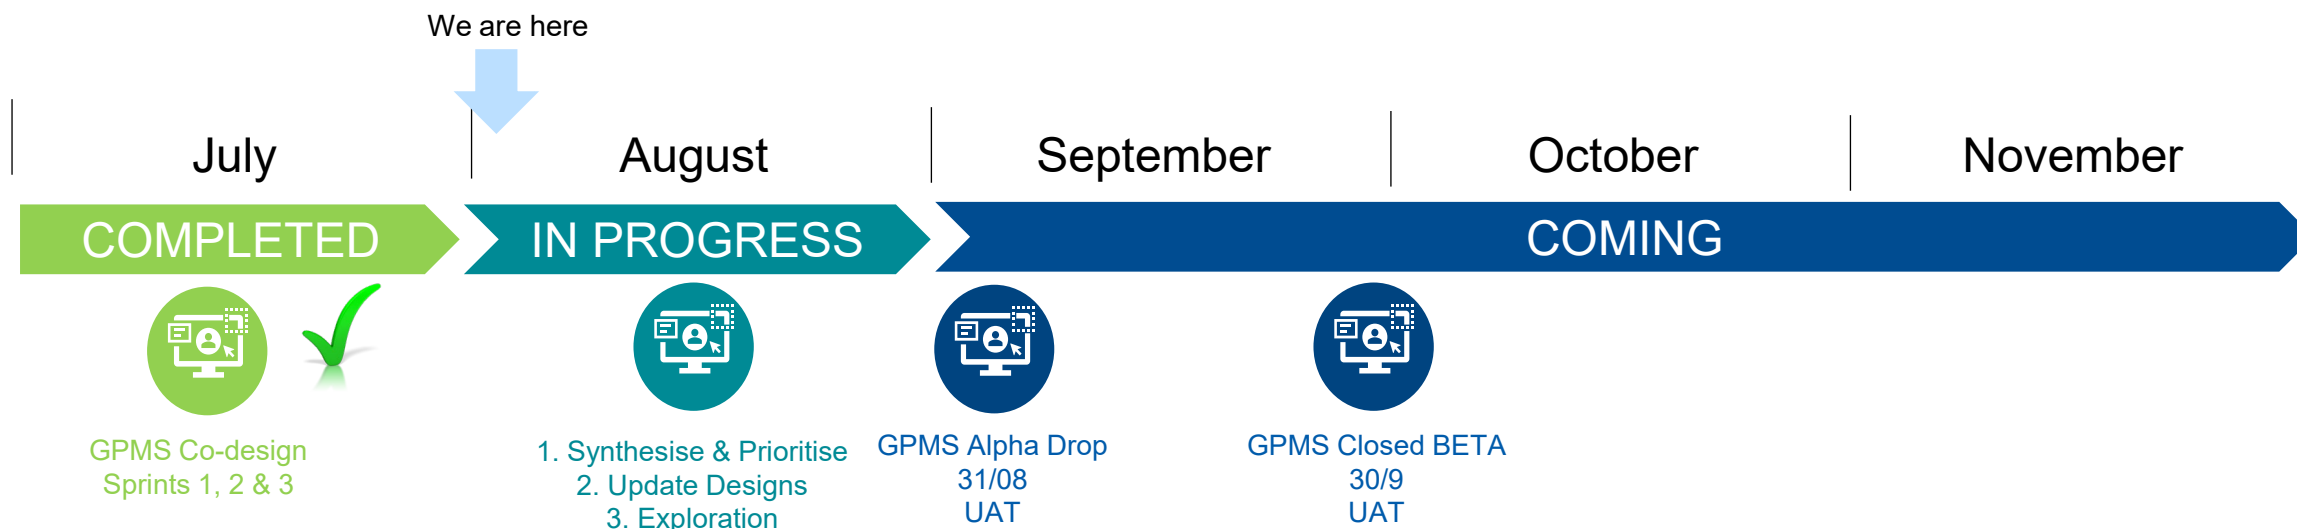 We are here
July
August
September
October
November
COMPLETED
IN PROGRESS
COMING
GPMS Co-design
Sprints 1, 2 & 3
1. Synthesise & Prioritise
2. Update Designs
3. Exploration
GPMS Alpha Drop
31/08
UAT
GPMS Closed BETA
30/9
UAT